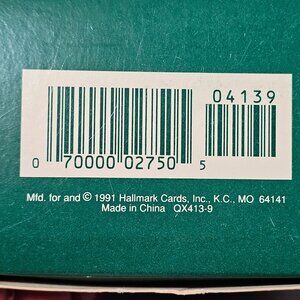 04139
0 70000 02750 5
Mfd. for and © 1991 Hallmark Cards, Inc., K.C., MO 64141
Made in China QX413-9